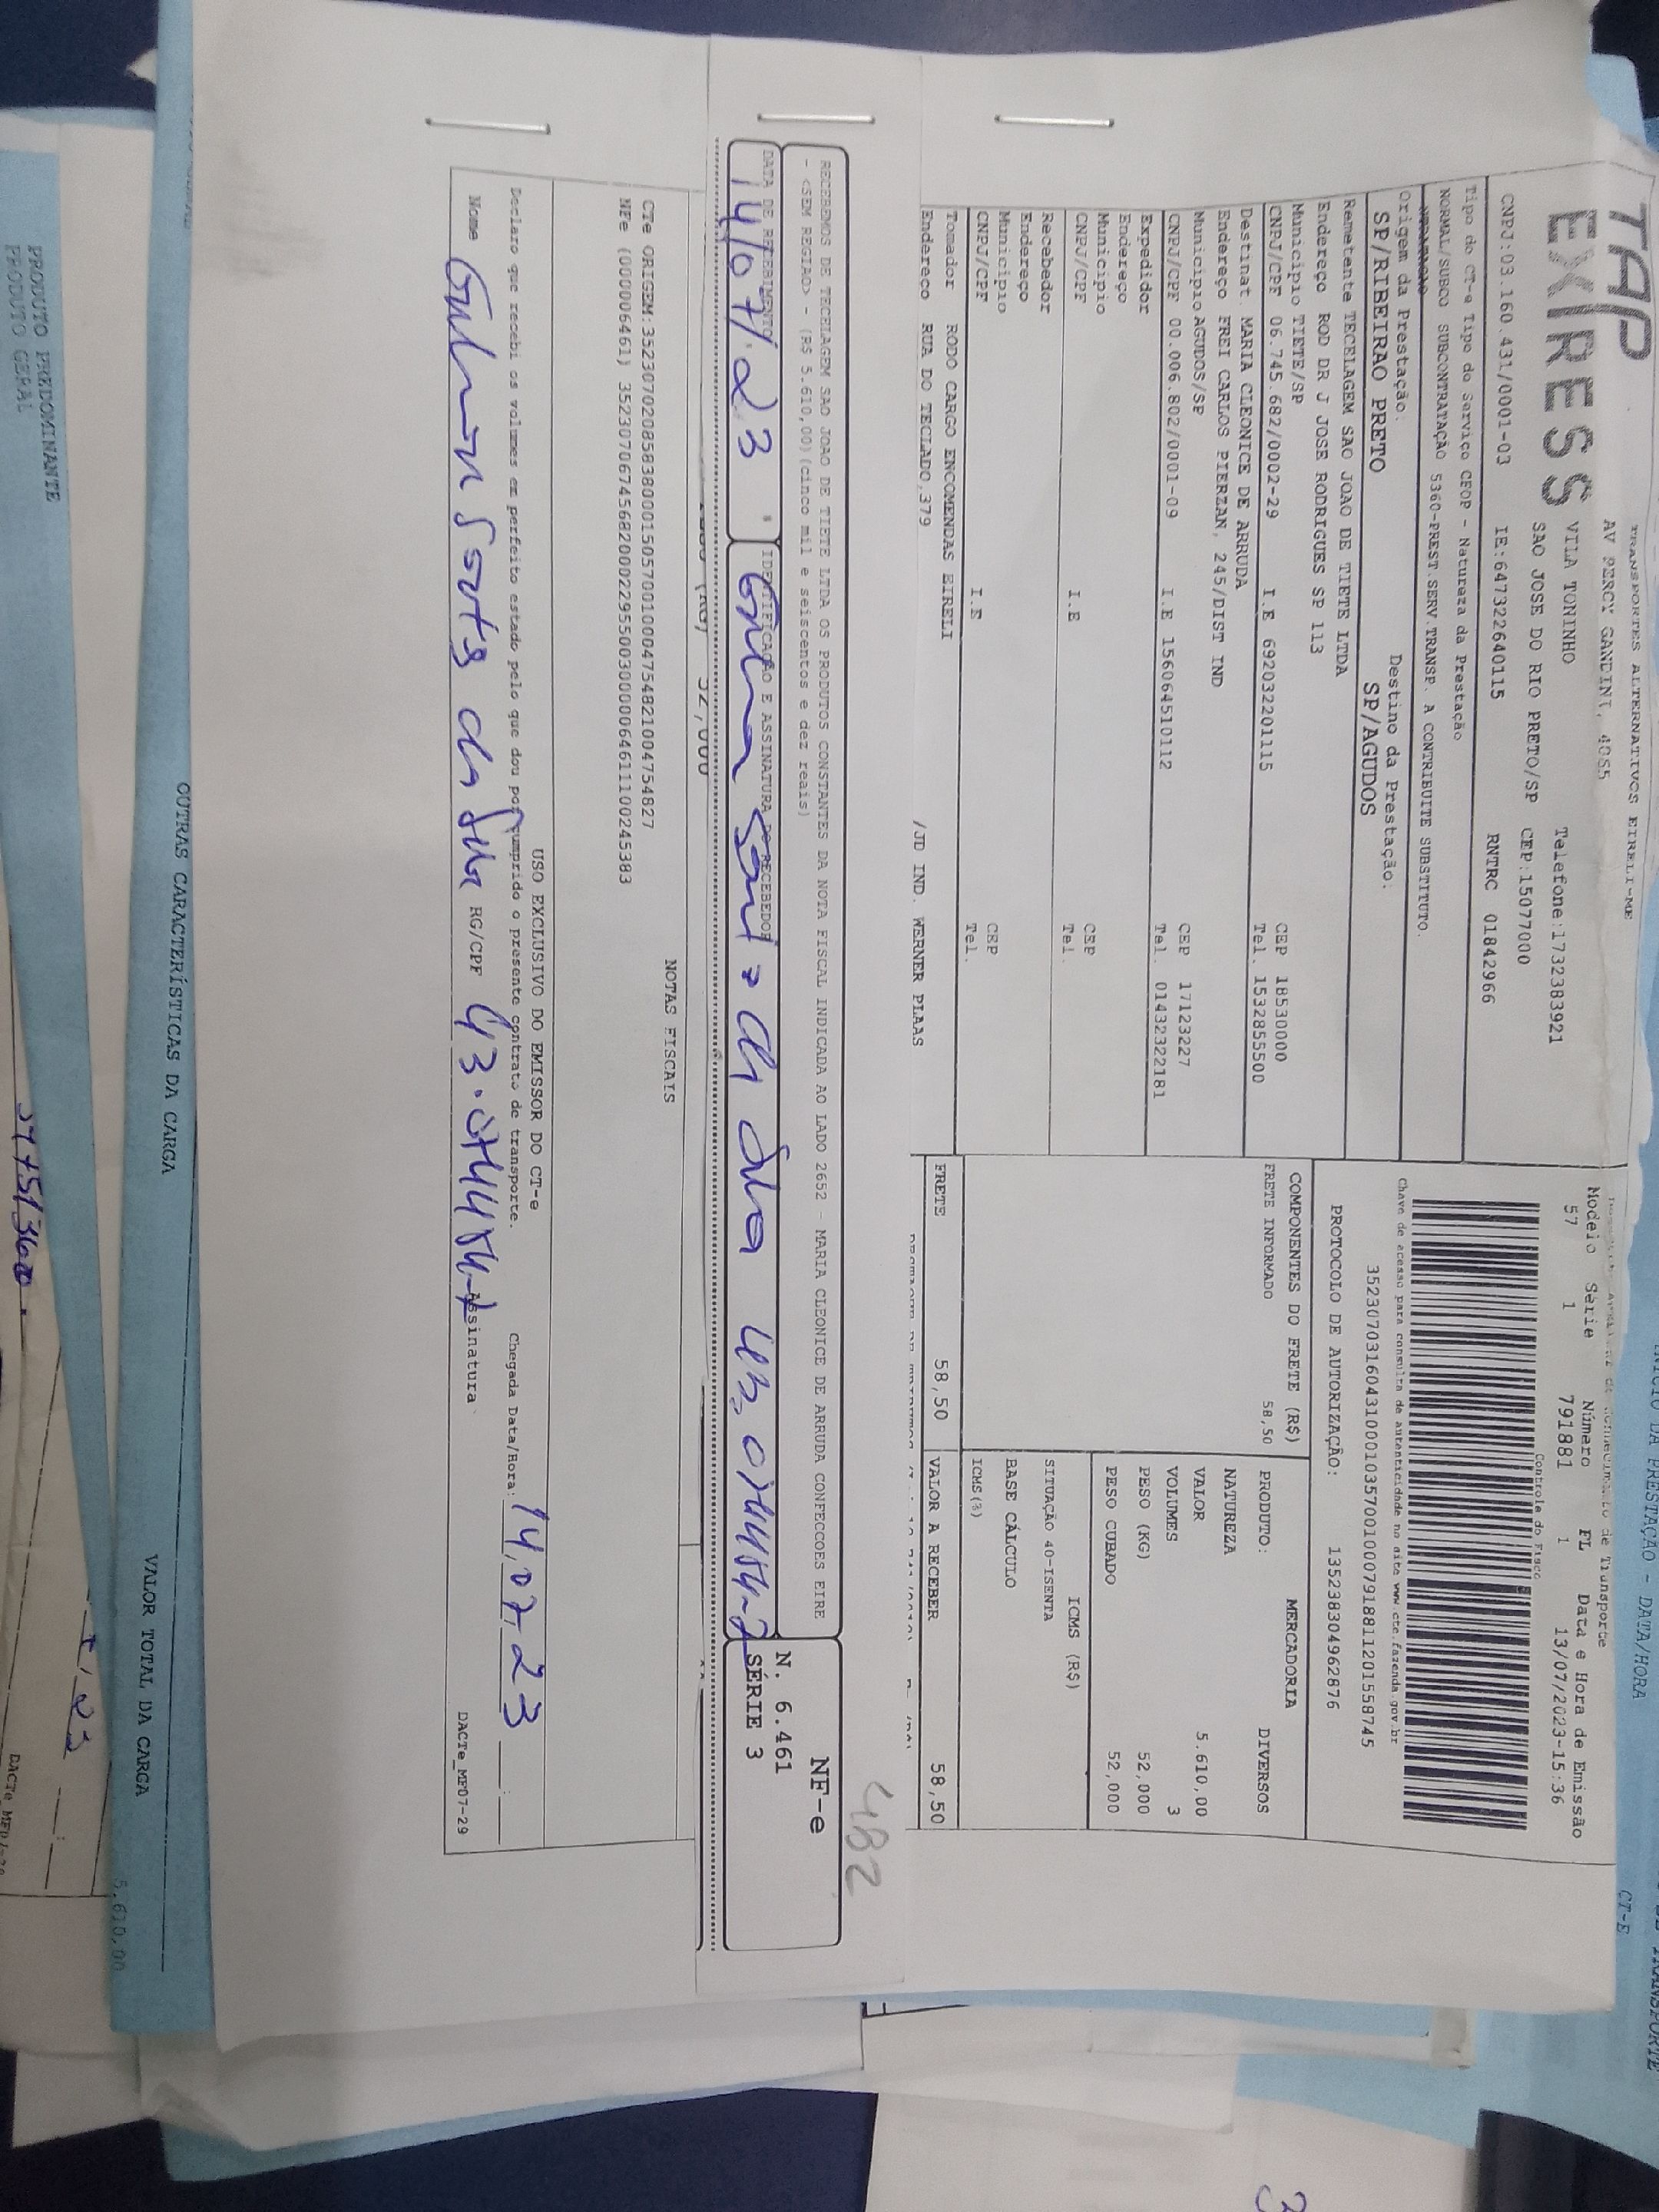 TRANSPORTES ALTERNATIVOS EIRELI-ME
TAP
EXPRESS
AV PERCY GANDINI, 4085
VILA TONINHO
Telefone:1732383921
SAO JOSE DO RIO PRETO/SP
CEP:15077000
CNPJ:03.160.431/0001-03 IE:647322640115 RNTRC 01842966
Tipo do CT-e Tipo do Serviço CFOP - Natureza da Prestação
NORMAL/SUBCO SUBCONTRATAÇÃO 5360-PREST.SERV.TRANSP. A CONTRIBUITE SUBSTITUTO.
Origem da Prestação: Destino da Prestação:
SP/RIBEIRAO PRETO SP/AGUDOS
Remetente TECELAGEM SAO JOAO DE TIETE LTDA
Endereço ROD DR J JOSE RODRIGUES SP 113
Município TIETE/SP CEP 18530000
CNPJ/CPF 06.745.682/0002-29 I.E 692032201115 Tel. 1532855500
Destinat. MARIA CLEONICE DE ARRUDA
Endereço FREI CARLOS PIERZAN, 245/DIST IND
Município AGUDOS/SP CEP 17123227
CNPJ/CPF 00.006.802/0001-09 I.E 156064510112 Tel. 01432322181
Expedidor
Endereço
Município CEP
CNPJ/CPF I.E Tel.
Recebedor
Endereço
Município CEP
CNPJ/CPF I.E Tel.
Tomador RODO CARGO ENCOMENDAS EIRELI
Endereço RUA DO TECLADO,379 /JD IND. WERNER PLAAS
Modelo Série Número FL Data e Hora de Emissão
57 1 791881 1 13/07/2023-15:36
Controle do Fisco
Chave de acesso para consulta de autenticidade no site www.cte.fazenda.gov.br
35230703160431000103570010007918811201558745
PROTOCOLO DE AUTORIZAÇÃO: 135238304962876
COMPONENTES DO FRETE (R$)
FRETE INFORMADO 58,50
MERCADORIA
PRODUTO: DIVERSOS
NATUREZA
VALOR 5.610,00
VOLUMES 3
PESO (KG) 52,000
PESO CUBADO 52,000
ICMS (R$)
SITUAÇÃO 40-ISENTA
BASE CÁLCULO
ICMS(%)
FRETE 58,50 VALOR A RECEBER 58,50
482
RECEBEMOS DE TECELAGEM SAO JOAO DE TIETE LTDA OS PRODUTOS CONSTANTES DA NOTA FISCAL INDICADA AO LADO 2652 - MARIA CLEONICE DE ARRUDA CONFECCOES EIRE
- <SEM REGIAO> - (R$ 5.610,00)(cinco mil e seiscentos e dez reais)
DATA DE RECEBIMENTO IDENTIFICAÇÃO E ASSINATURA DO RECEBEDOR
14/07/23
NF-e
N. 6.461
SÉRIE 3
NOTAS FISCAIS
CTe ORIGEM:35230702085838000150570010004754821004754827
NFe (000006461) 35230706745682000229550030000064611100245383
USO EXCLUSIVO DO EMISSOR DO CT-e
Declaro que recebi os volumes em perfeito estado pelo que dou por cumprido o presente contrato de transporte. Chegada Data/Hora: 14,07,23
Nome RG/CPF Assinatura
DACTe_MF07-29
OUTRAS CARACTERÍSTICAS DA CARGA
VALOR TOTAL DA CARGA
5.610,00
PRODUTO PREDOMINANTE
PRODUTO GERAL